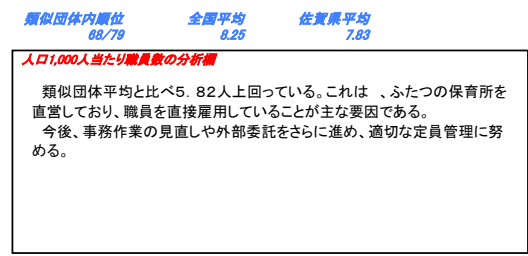 類似団体内順位 全国平均 佐賀県平均
68/79 8.25 7.83
人口1,000人当たり職員数の分析欄
類似団体平均と比べ5．82人上回っている。これは 、ふたつの保育所を
直営しており、職員を直接雇用していることが主な要因である。
今後、事務作業の見直しや外部委託をさらに進め、適切な定員管理に努
める。